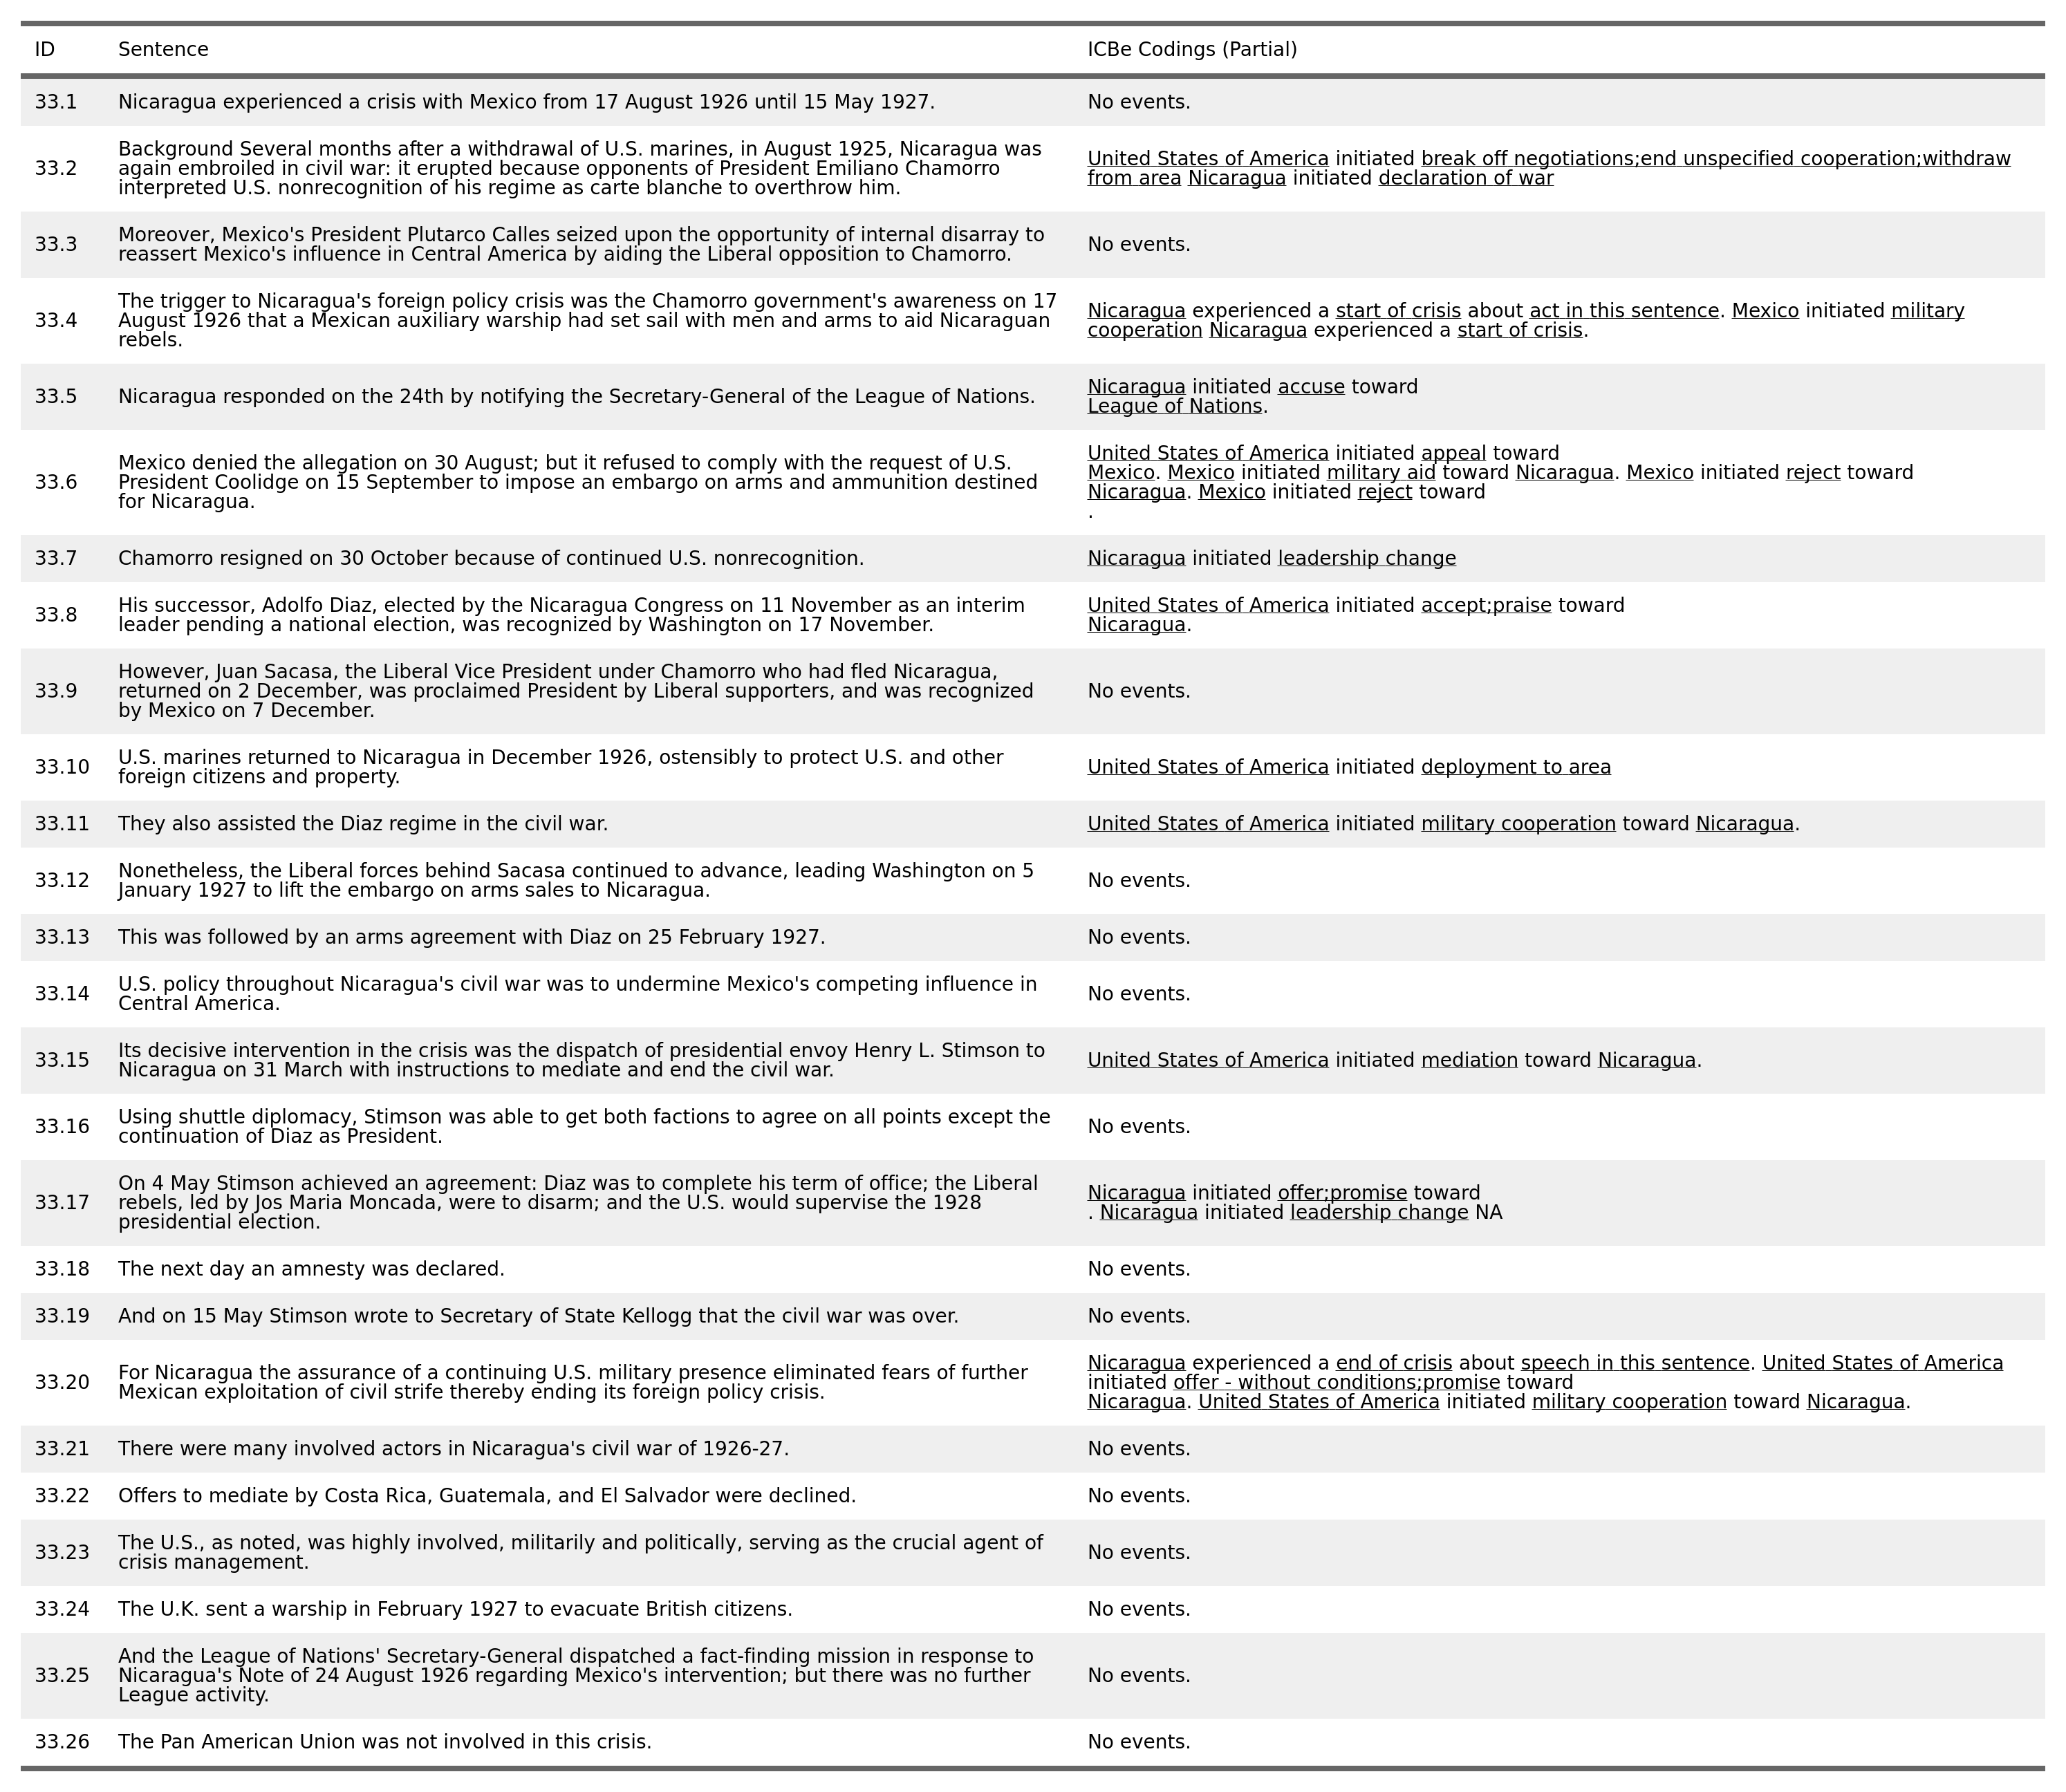 ID Sentence ICBe Codings (Partial)
33.1 Nicaragua experienced a crisis with Mexico from 17 August 1926 until 15 May 1927. No events.
33.2
Background Several months after a withdrawal of U.S. marines, in August 1925, Nicaragua was
again embroiled in civil war: it erupted because opponents of President Emiliano Chamorro
interpreted U.S. nonrecognition of his regime as carte blanche to overthrow him.
United States of America initiated break off negotiations;end unspecified cooperation;withdraw
from area Nicaragua initiated declaration of war
33.3
Moreover, Mexico's President Plutarco Calles seized upon the opportunity of internal disarray to
reassert Mexico's influence in Central America by aiding the Liberal opposition to Chamorro.
No events.
33.4
The trigger to Nicaragua's foreign policy crisis was the Chamorro government's awareness on 17
August 1926 that a Mexican auxiliary warship had set sail with men and arms to aid Nicaraguan
rebels.
Nicaragua experienced a start of crisis about act in this sentence. Mexico initiated military
cooperation Nicaragua experienced a start of crisis.
33.5 Nicaragua responded on the 24th by notifying the Secretary-General of the League of Nations.
Nicaragua initiated accuse toward
League of Nations.
33.6
Mexico denied the allegation on 30 August; but it refused to comply with the request of U.S.
President Coolidge on 15 September to impose an embargo on arms and ammunition destined
for Nicaragua.
United States of America initiated appeal toward
Mexico. Mexico initiated military aid toward Nicaragua. Mexico initiated reject toward
Nicaragua. Mexico initiated reject toward
.
33.7 Chamorro resigned on 30 October because of continued U.S. nonrecognition. Nicaragua initiated leadership change
33.8
His successor, Adolfo Diaz, elected by the Nicaragua Congress on 11 November as an interim
leader pending a national election, was recognized by Washington on 17 November.
United States of America initiated accept;praise toward
Nicaragua.
33.9
However, Juan Sacasa, the Liberal Vice President under Chamorro who had fled Nicaragua,
returned on 2 December, was proclaimed President by Liberal supporters, and was recognized
by Mexico on 7 December.
No events.
33.10
U.S. marines returned to Nicaragua in December 1926, ostensibly to protect U.S. and other
foreign citizens and property.
United States of America initiated deployment to area
33.11 They also assisted the Diaz regime in the civil war. United States of America initiated military cooperation toward Nicaragua.
33.12
Nonetheless, the Liberal forces behind Sacasa continued to advance, leading Washington on 5
January 1927 to lift the embargo on arms sales to Nicaragua.
No events.
33.13 This was followed by an arms agreement with Diaz on 25 February 1927. No events.
33.14
U.S. policy throughout Nicaragua's civil war was to undermine Mexico's competing influence in
Central America.
No events.
33.15
Its decisive intervention in the crisis was the dispatch of presidential envoy Henry L. Stimson to
Nicaragua on 31 March with instructions to mediate and end the civil war.
United States of America initiated mediation toward Nicaragua.
33.16
Using shuttle diplomacy, Stimson was able to get both factions to agree on all points except the
continuation of Diaz as President.
No events.
33.17
On 4 May Stimson achieved an agreement: Diaz was to complete his term of office; the Liberal
rebels, led by Jos Maria Moncada, were to disarm; and the U.S. would supervise the 1928
presidential election.
Nicaragua initiated offer;promise toward
. Nicaragua initiated leadership change NA
33.18 The next day an amnesty was declared. No events.
33.19 And on 15 May Stimson wrote to Secretary of State Kellogg that the civil war was over. No events.
33.20
For Nicaragua the assurance of a continuing U.S. military presence eliminated fears of further
Mexican exploitation of civil strife thereby ending its foreign policy crisis.
Nicaragua experienced a end of crisis about speech in this sentence. United States of America
initiated offer - without conditions;promise toward
Nicaragua. United States of America initiated military cooperation toward Nicaragua.
33.21 There were many involved actors in Nicaragua's civil war of 1926-27. No events.
33.22 Offers to mediate by Costa Rica, Guatemala, and El Salvador were declined. No events.
33.23
The U.S., as noted, was highly involved, militarily and politically, serving as the crucial agent of
crisis management.
No events.
33.24 The U.K. sent a warship in February 1927 to evacuate British citizens. No events.
33.25
And the League of Nations' Secretary-General dispatched a fact-finding mission in response to
Nicaragua's Note of 24 August 1926 regarding Mexico's intervention; but there was no further
League activity.
No events.
33.26 The Pan American Union was not involved in this crisis. No events.